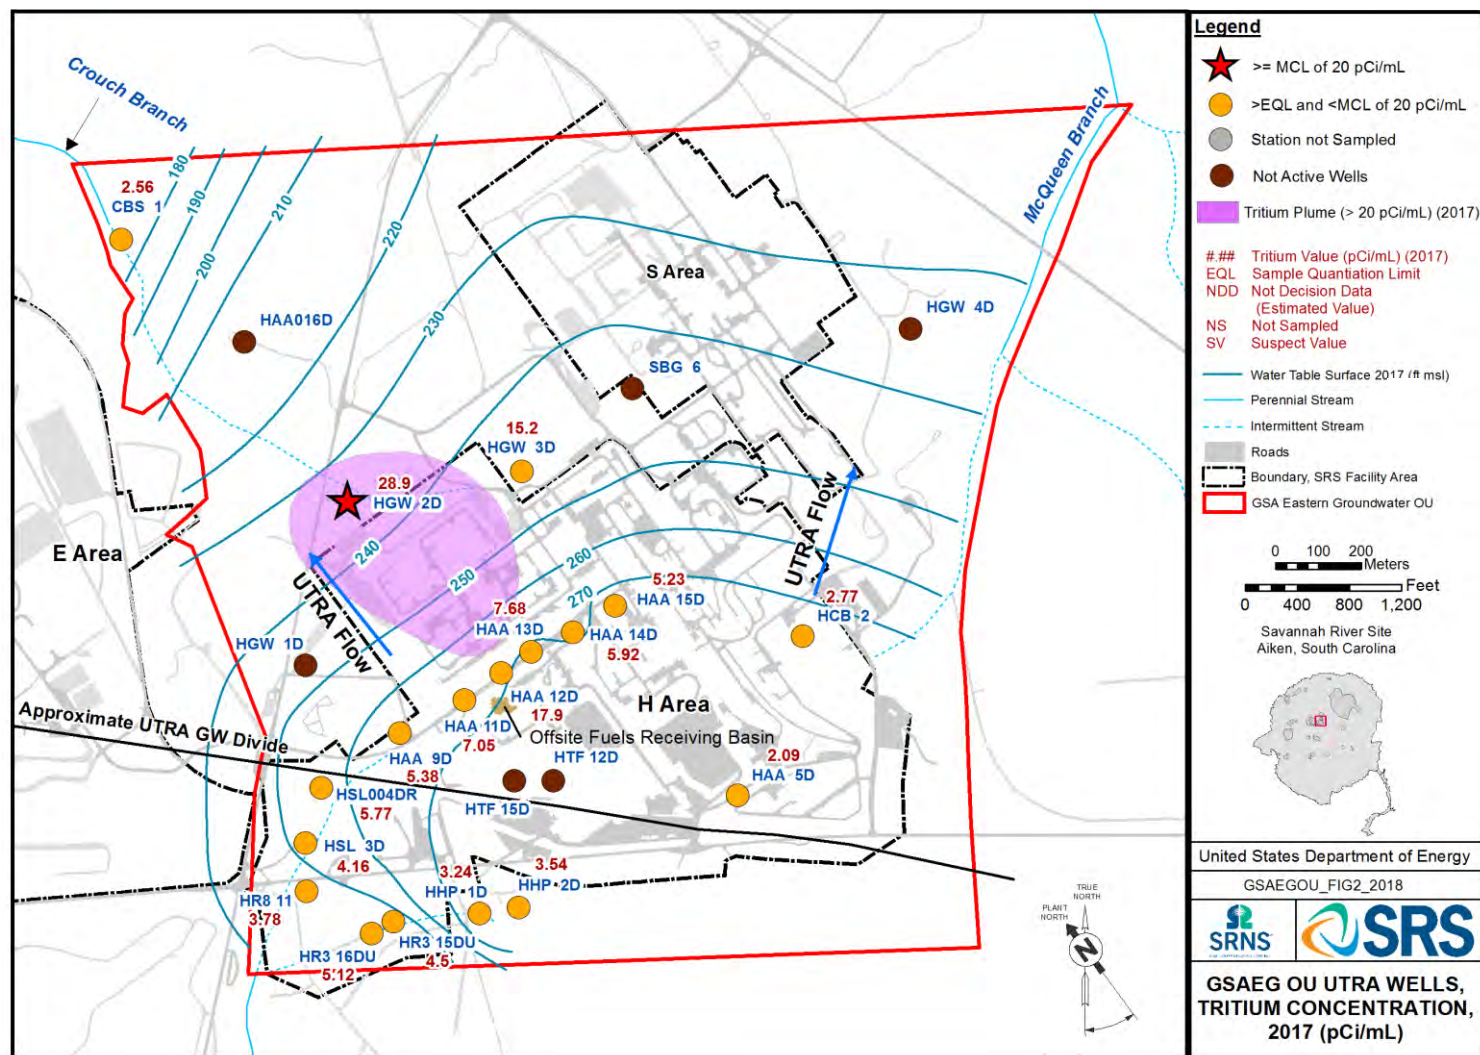 Crouch Branch
McQueen Branch
180
190
200
210
220
230
240
250
260
270
2.56
CBS 1
HAA016D
S Area
HGW 4D
SBG 6
15.2
HGW 3D
28.9
HGW 2D
E Area
UTRA Flow
UTRA Flow
5.23
HAA 15D
2.77
HCB 2
7.68
HAA 13D
HAA 14D
5.92
HGW 1D
HAA 12D
17.9
H Area
HAA 11D
7.05
Offsite Fuels Receiving Basin
Approximate UTRA GW Divide
HAA 9D
5.38
HTF 12D
2.09
HAA 5D
HSL004DR
5.77
HTF 15D
HSL 3D
4.16
3.24
HHP 1D
3.54
HHP 2D
HR8 11
3.78
HR3 15DU
4.5
HR3 16DU
5.12
TRUE
NORTH
PLANT
NORTH
N
Legend
>= MCL of 20 pCi/mL
>EQL and <MCL of 20 pCi/mL
Station not Sampled
Not Active Wells
Tritium Plume (> 20 pCi/mL) (2017)
#.## Tritium Value (pCi/mL) (2017)
EQL Sample Quantiation Limit
NDD Not Decision Data
(Estimated Value)
NS Not Sampled
SV Suspect Value
Water Table Surface 2017 (ft msl)
Perennial Stream
Intermittent Stream
Roads
Boundary, SRS Facility Area
GSA Eastern Groundwater OU
0 100 200
Meters
Feet
0 400 800 1,200
Savannah River Site
Aiken, South Carolina
United States Department of Energy
GSAEGOU_FIG2_2018
SRNS
SRS
GSAEG OU UTRA WELLS,
TRITIUM CONCENTRATION,
2017 (pCi/mL)